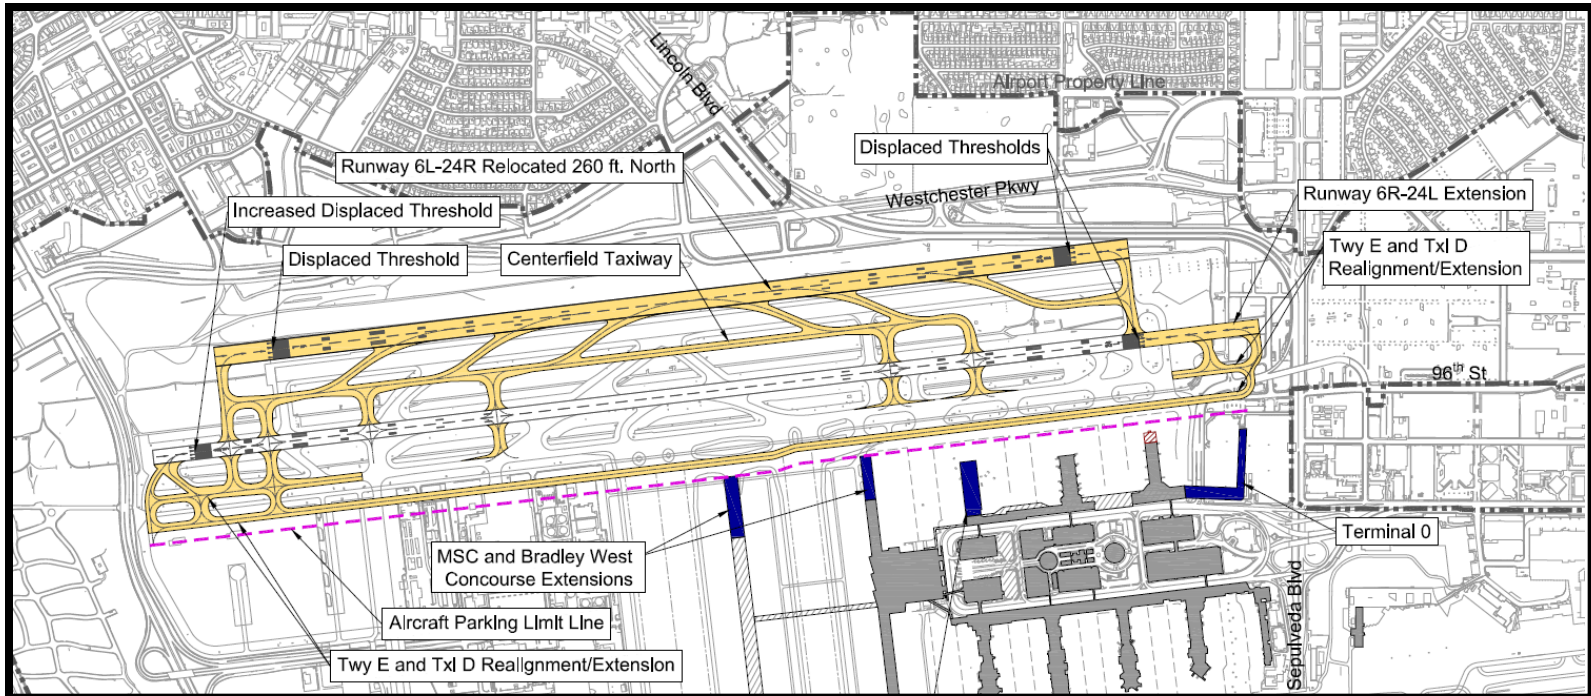 Lincoln Blvd
Airport Property Line
Displaced Thresholds
Runway 6L-24R Relocated 260 ft. North
Westchester Pkwy
Runway 6R-24L Extension
Increased Displaced Threshold
Displaced Threshold
Centerfield Taxiway
Twy E and Txl D
Realignment/Extension
96th St
Terminal 0
MSC and Bradley West
Concourse Extensions
Aircraft Parking Limit Line
Twy E and Txl D Realignment/Extension
Sepulveda Blvd